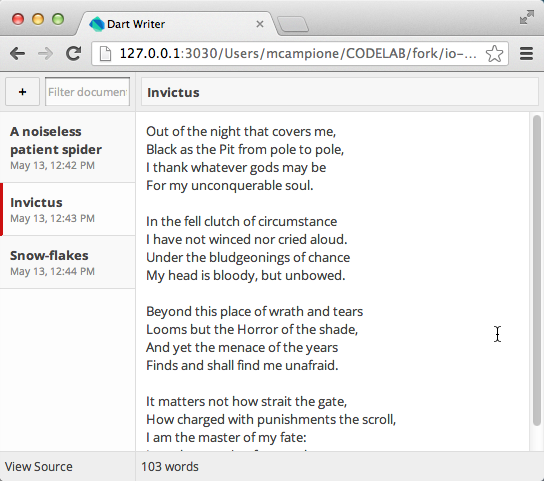 Dart Writer
127.0.0.1:3030/Users/mcampione/CODELAB/fork/io-...
+
Filter document
Invictus
A noiseless
patient spider
May 13, 12:42 PM
Invictus
May 13, 12:43 PM
Snow-flakes
May 13, 12:44 PM
Out of the night that covers me,
Black as the Pit from pole to pole,
I thank whatever gods may be
For my unconquerable soul.
In the fell clutch of circumstance
I have not winced nor cried aloud.
Under the bludgeonings of chance
My head is bloody, but unbowed.
Beyond this place of wrath and tears
Looms but the Horror of the shade,
And yet the menace of the years
Finds and shall find me unafraid.
It matters not how strait the gate,
How charged with punishments the scroll,
I am the master of my fate:
View Source
103 words